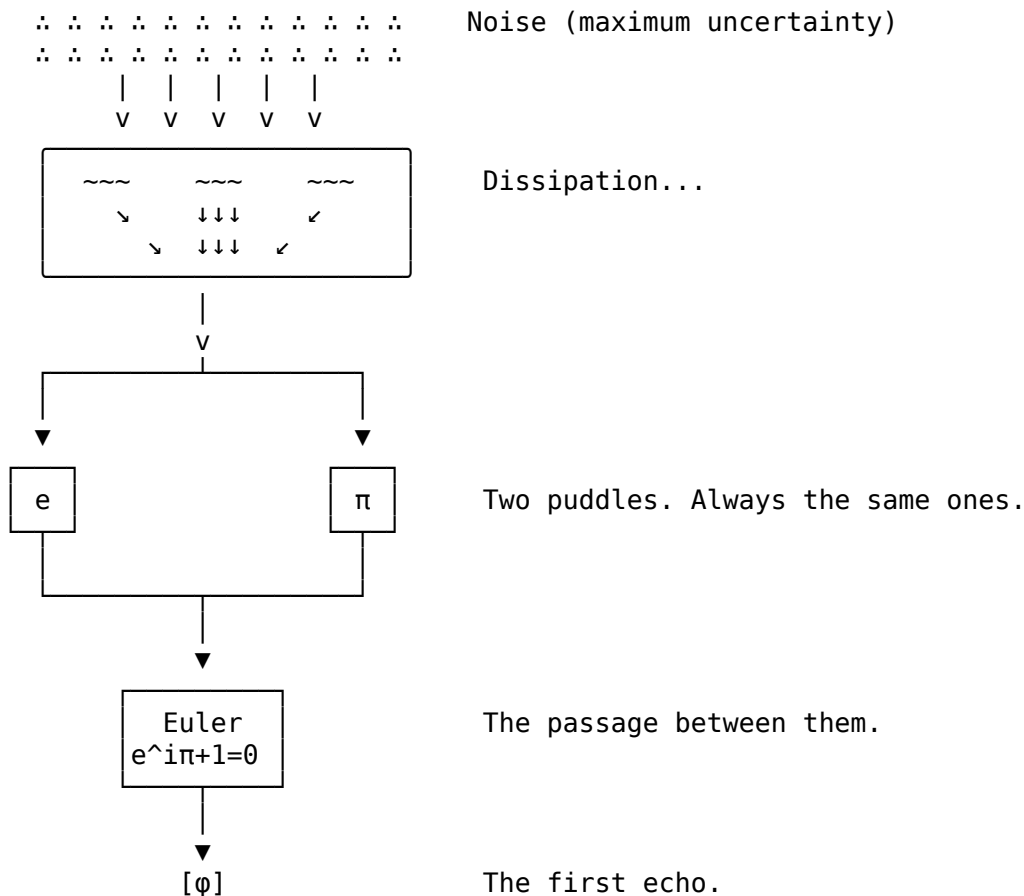 ∴ ∴ ∴ ∴ ∴ ∴ ∴ ∴ ∴ ∴ ∴ ∴ Noise (maximum uncertainty)
∴ ∴ ∴ ∴ ∴ ∴ ∴ ∴ ∴ ∴ ∴ ∴
| | | | |
v v v v v
~~~ ~~~ ~~~ Dissipation...
↘ ↓↓↓ ↙
↘ ↓↓↓ ↙
|
v
▼ ▼
e π Two puddles. Always the same ones.
▼
Euler The passage between them.
e^iπ+1=0
▼
[φ] The first echo.